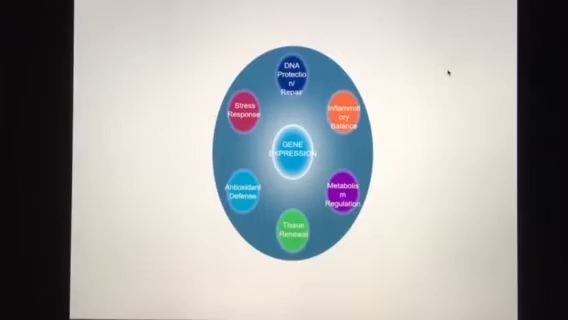 DNA
Protectio
n/
Repair
Stress
Response
Inflammat
ory
Balance
GENE
EXPRESSION
Antioxidant
Defense
Metabolis
m
Regulation
Tissue
Renewal